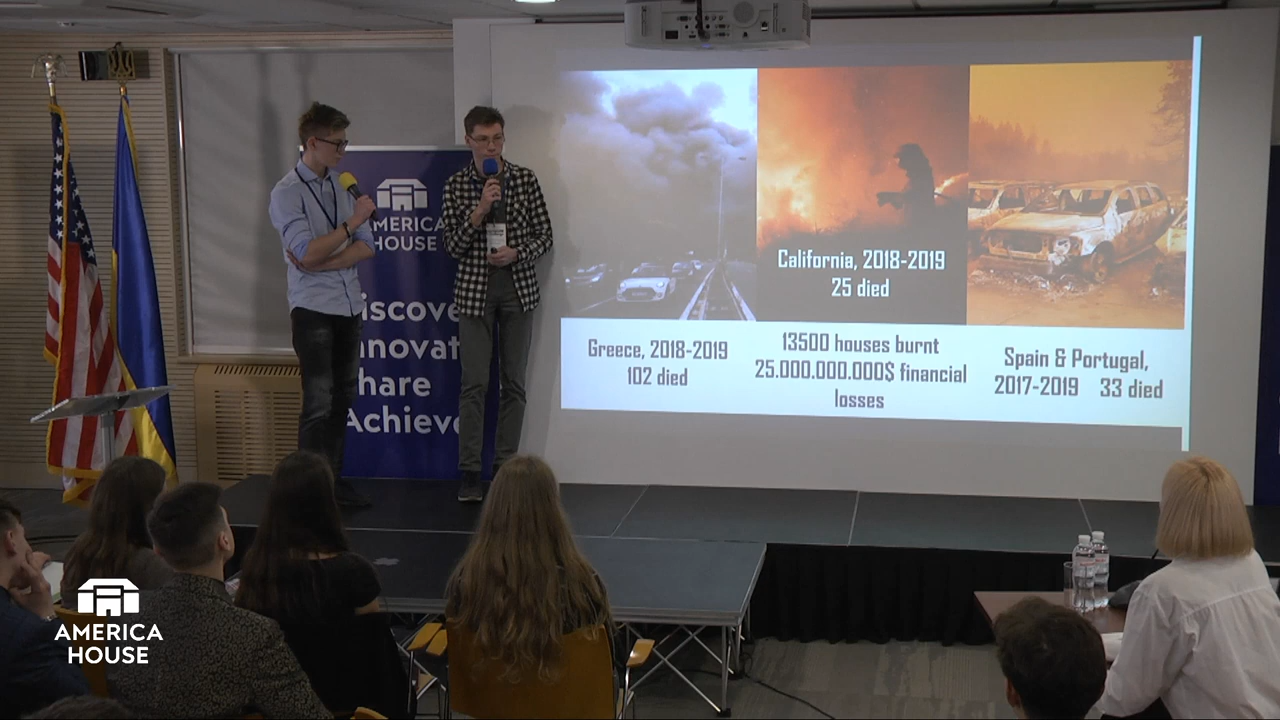 AMERICA
HOUSE
iscove
nnovat
hare
Achieve
California, 2018-2019
25 died
Greece, 2018-2019
102 died
13500 houses burnt
25.000.000.000$ financial
losses
Spain & Portugal,
2017-2019 33 died
AMERICA
HOUSE